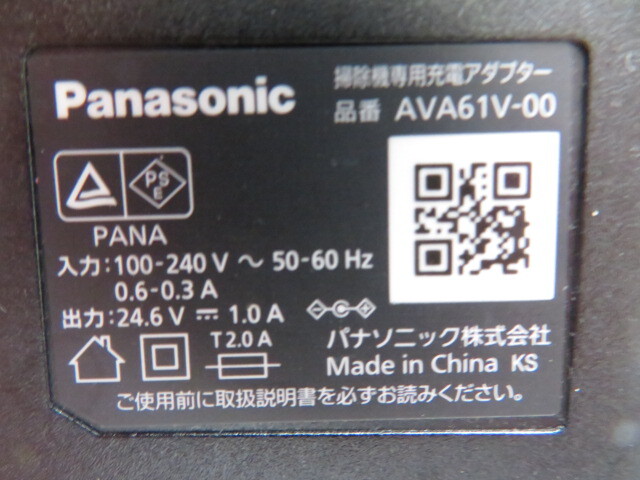 Panasonic
掃除機専用充電アダプター
品番 AVA61V-00
PS
E
PANA
入力:100-240 V ～ 50-60 Hz
0.6-0.3 A
出力:24.6 V ⎓ 1.0 A
T 2.0 A
パナソニック株式会社
Made in China KS
ご使用前に取扱説明書を必ずお読みください。